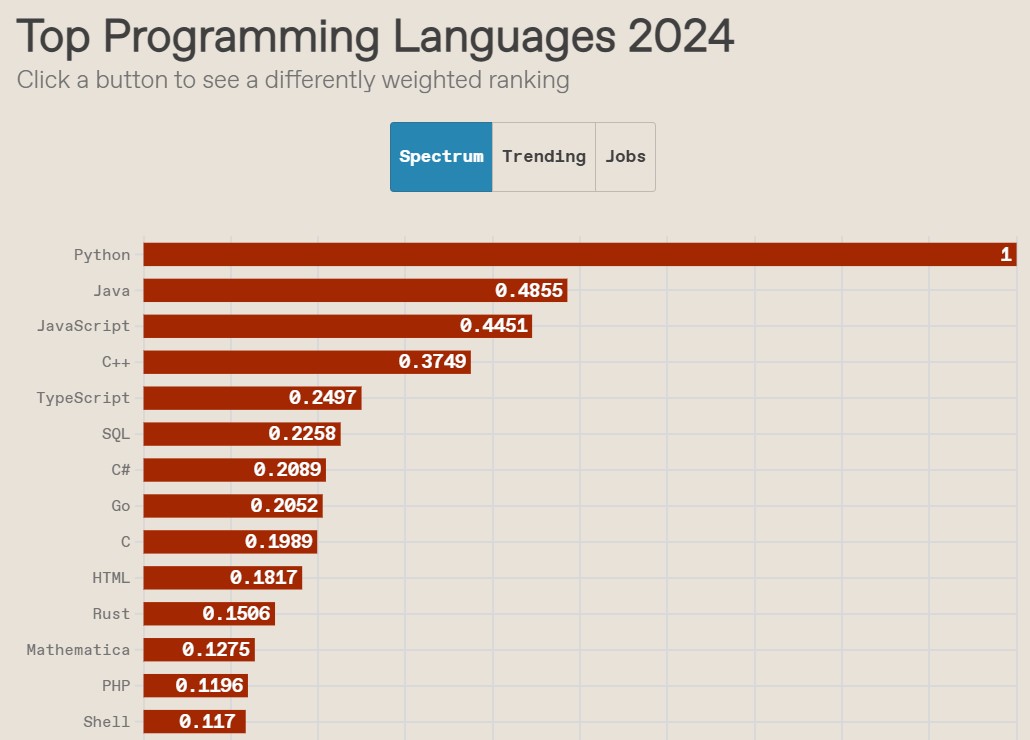 Top Programming Languages 2024
Click a button to see a differently weighted ranking
Spectrum Trending Jobs
Python 1
Java 0.4855
JavaScript 0.4451
C++ 0.3749
TypeScript 0.2497
SQL 0.2258
C# 0.2089
Go 0.2052
C 0.1989
HTML 0.1817
Rust 0.1506
Mathematica 0.1275
PHP 0.1196
Shell 0.117